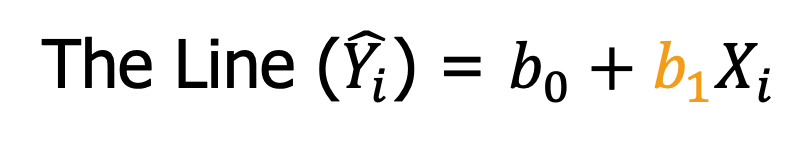 The Line (Ŷᵢ) = b₀ + b₁Xᵢ